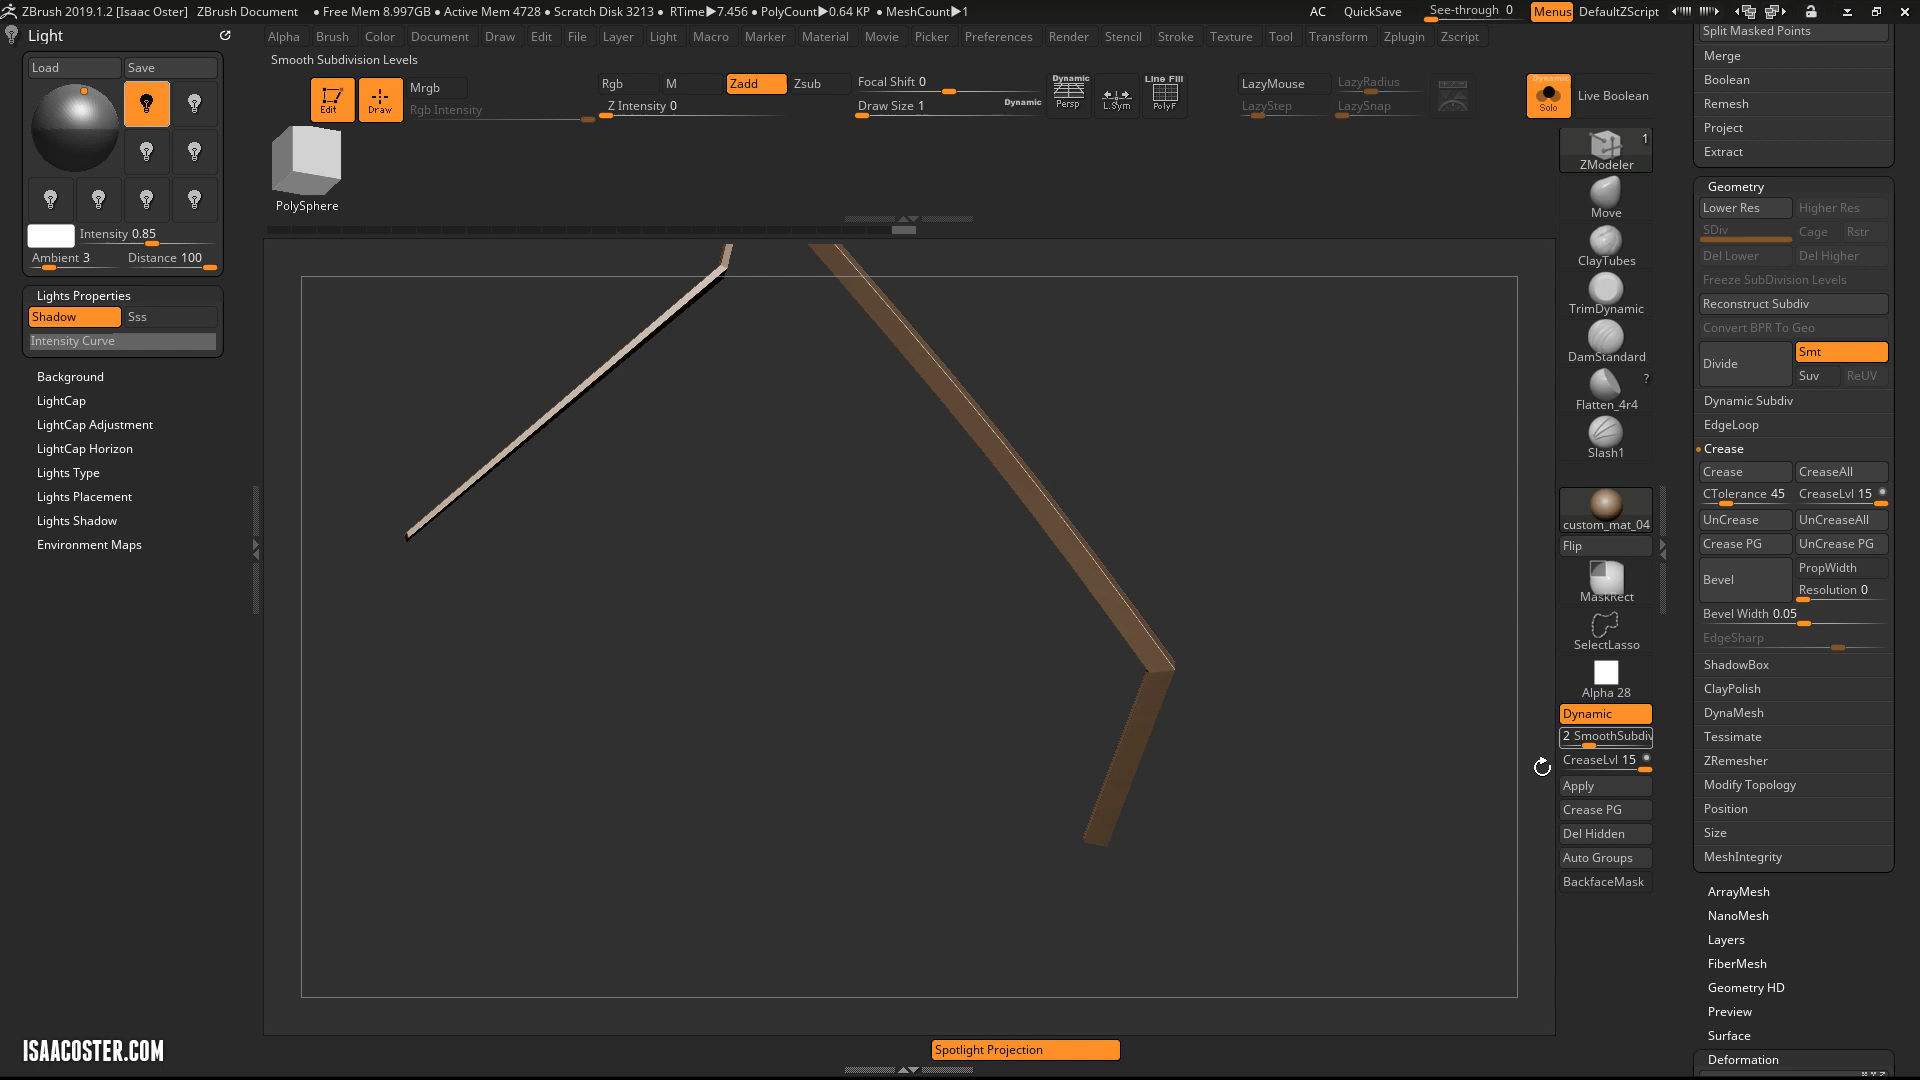 ZBrush 2019.1.2 [Isaac Oster] ZBrush Document • Free Mem 8.997GB • Active Mem 4728 • Scratch Disk 3213 • RTime▶7.456 • PolyCount▶0.64 KP • MeshCount▶1 AC QuickSave See-through 0 Menus DefaultZScript
Light
Alpha Brush Color Document Draw Edit File Layer Light Macro Marker Material Movie Picker Preferences Render Stencil Stroke Texture Tool Transform Zplugin Zscript
Smooth Subdivision Levels
Load Save
Intensity 0.85
Ambient 3 Distance 100
Lights Properties
Shadow Sss
Intensity Curve
Background
LightCap
LightCap Adjustment
LightCap Horizon
Lights Type
Lights Placement
Lights Shadow
Environment Maps
Edit
Draw
Mrgb
Rgb Intensity
Rgb M Zadd Zsub
Z Intensity 0
Focal Shift 0
Draw Size 1 Dynamic
Dynamic
Persp
L.Sym
Line Fill
PolyF
LazyMouse LazyRadius
LazyStep LazySnap
Dynamic
Solo
Live Boolean
PolySphere
1
ZModeler
Move
ClayTubes
TrimDynamic
DamStandard
?
Flatten_4r4
Slash1
custom_mat_04
Flip
MaskRect
SelectLasso
Alpha 28
Dynamic
2 SmoothSubdiv
CreaseLvl 15
Apply
Crease PG
Del Hidden
Auto Groups
BackfaceMask
Split Masked Points
Merge
Boolean
Remesh
Project
Extract
Geometry
Lower Res Higher Res
SDiv Cage Rstr
Del Lower Del Higher
Freeze SubDivision Levels
Reconstruct Subdiv
Convert BPR To Geo
Divide Smt
Suv ReUV
Dynamic Subdiv
EdgeLoop
Crease
Crease CreaseAll
CTolerance 45 CreaseLvl 15
UnCrease UnCreaseAll
Crease PG UnCrease PG
Bevel PropWidth
Resolution 0
Bevel Width 0.05
EdgeSharp
ShadowBox
ClayPolish
DynaMesh
Tessimate
ZRemesher
Modify Topology
Position
Size
MeshIntegrity
ArrayMesh
NanoMesh
Layers
FiberMesh
Geometry HD
Preview
Surface
Deformation
Spotlight Projection
ISAACOSTER.COM